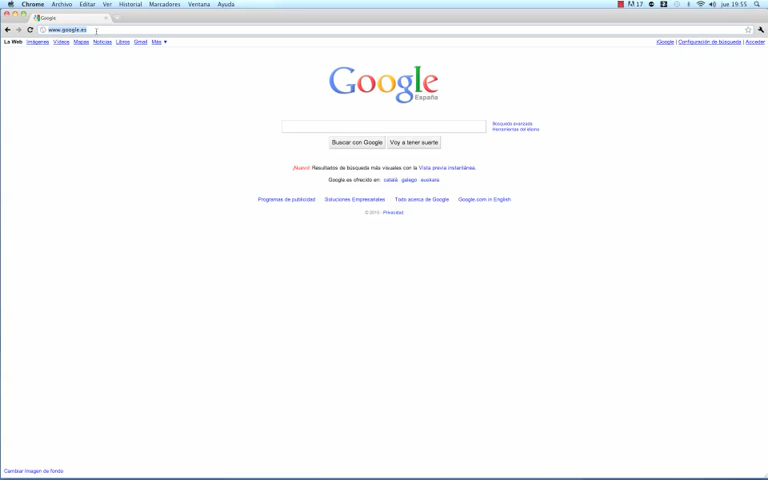 Chrome Archivo Editar Ver Historial Marcadores Ventana Ayuda 17 jue 19:55
Google
www.google.es
La Web Imágenes Vídeos Mapas Noticias Libros Gmail Más ▼ iGoogle | Configuración de búsqueda | Acceder
Google
España
Búsqueda avanzada
Herramientas del idioma
Buscar con Google Voy a tener suerte
¡Nuevo! Resultados de búsqueda más visuales con la Vista previa instantánea.
Google.es ofrecido en: català galego euskara
Programas de publicidad Soluciones Empresariales Todo acerca de Google Google.com in English
© 2010 - Privacidad
Cambiar imagen de fondo